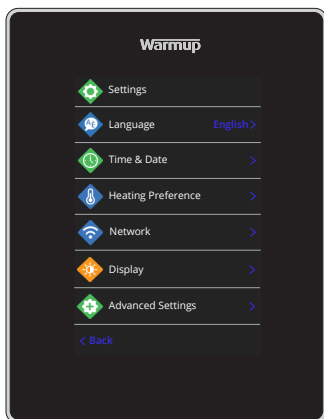 Warmup
Settings
Language English >
Time & Date >
Heating Preference >
Network >
Display >
Advanced Settings >
< Back